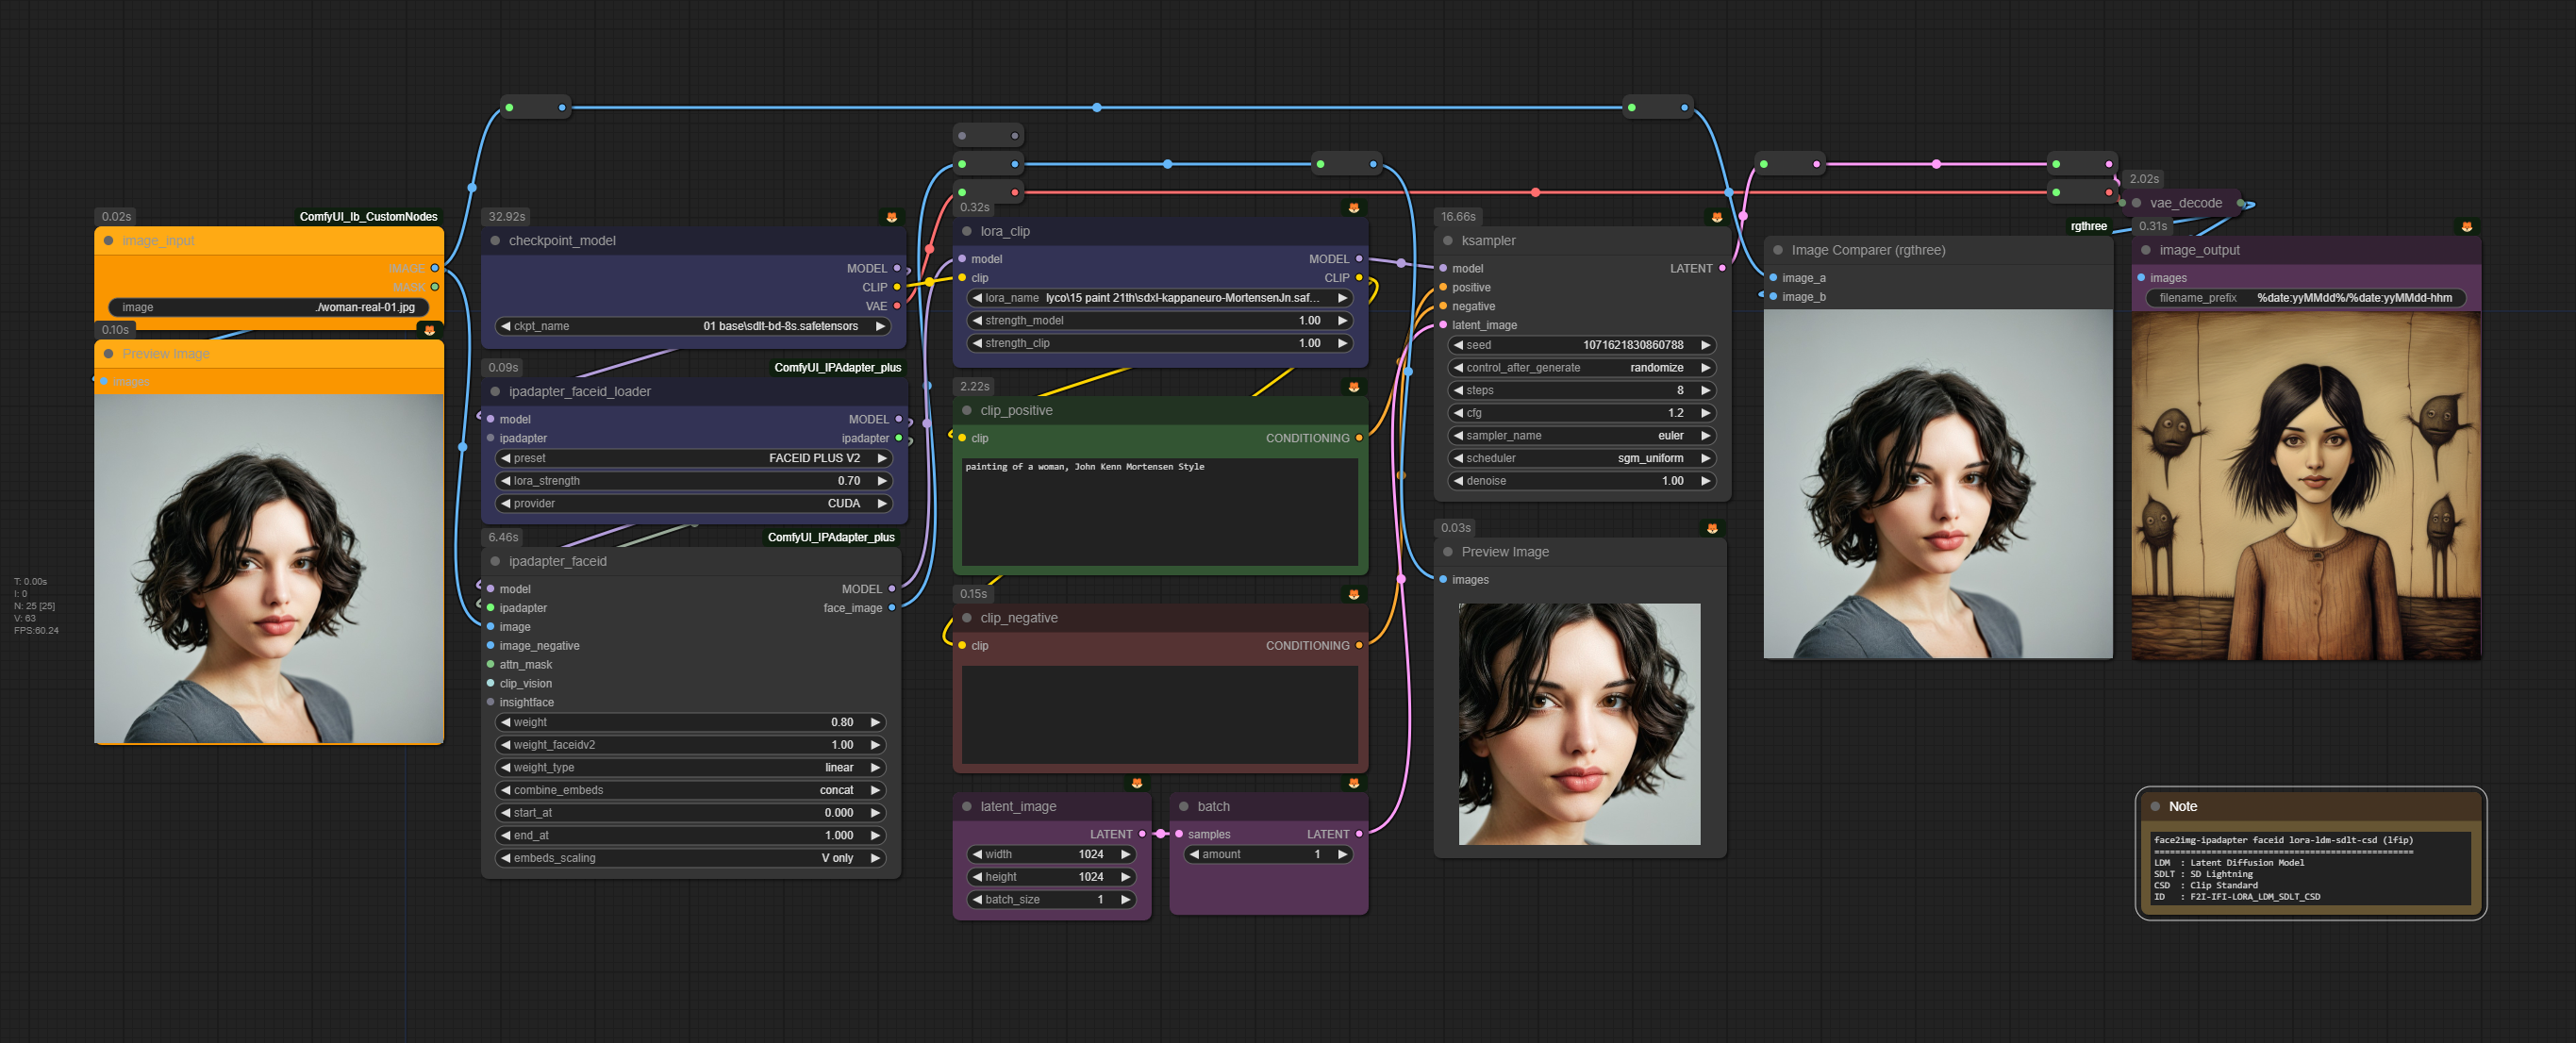 0.02s
ComfyUI_lb_CustomNodes
image_input
IMAGE
MASK
image ./woman-real-01.jpg
0.10s
Preview Image
images
T: 0.00s
I: 0
N: 25 [25]
V: 63
FPS:60.24
32.92s
checkpoint_model
MODEL
CLIP
VAE
ckpt_name 01 base\sdlt-bd-8s.safetensors
0.09s
ComfyUI_IPAdapter_plus
ipadapter_faceid_loader
model MODEL
ipadapter ipadapter
preset FACEID PLUS V2
lora_strength 0.70
provider CUDA
6.46s
ComfyUI_IPAdapter_plus
ipadapter_faceid
model MODEL
ipadapter face_image
image
image_negative
attn_mask
clip_vision
insightface
weight 0.80
weight_faceidv2 1.00
weight_type linear
combine_embeds concat
start_at 0.000
end_at 1.000
embeds_scaling V only
0.32s
lora_clip
model MODEL
clip CLIP
lora_name lyco\15 paint 21th\sdxl-kappaneuro-MortensenJn.saf...
strength_model 1.00
strength_clip 1.00
2.22s
clip_positive
clip CONDITIONING
painting of a woman, John Kenn Mortensen Style
0.15s
clip_negative
clip CONDITIONING
latent_image
LATENT
width 1024
height 1024
batch_size 1
batch
samples LATENT
amount 1
16.66s
ksampler
model LATENT
positive
negative
latent_image
seed 1071621830860788
control_after_generate randomize
steps 8
cfg 1.2
sampler_name euler
scheduler sgm_uniform
denoise 1.00
0.03s
Preview Image
images
rgthree
Image Comparer (rgthree)
image_a
image_b
2.02s
vae_decode
0.31s
image_output
images
filename_prefix %date:yyMMdd%/%date:yyMMdd-hhm
Note
face2img-ipadapter faceid lora-ldm-sdlt-csd (lfip)
==================================================
LDM : Latent Diffusion Model
SDLT : SD Lightning
CSD : Clip Standard
ID : F2I-IFI-LORA_LDM_SDLT_CSD